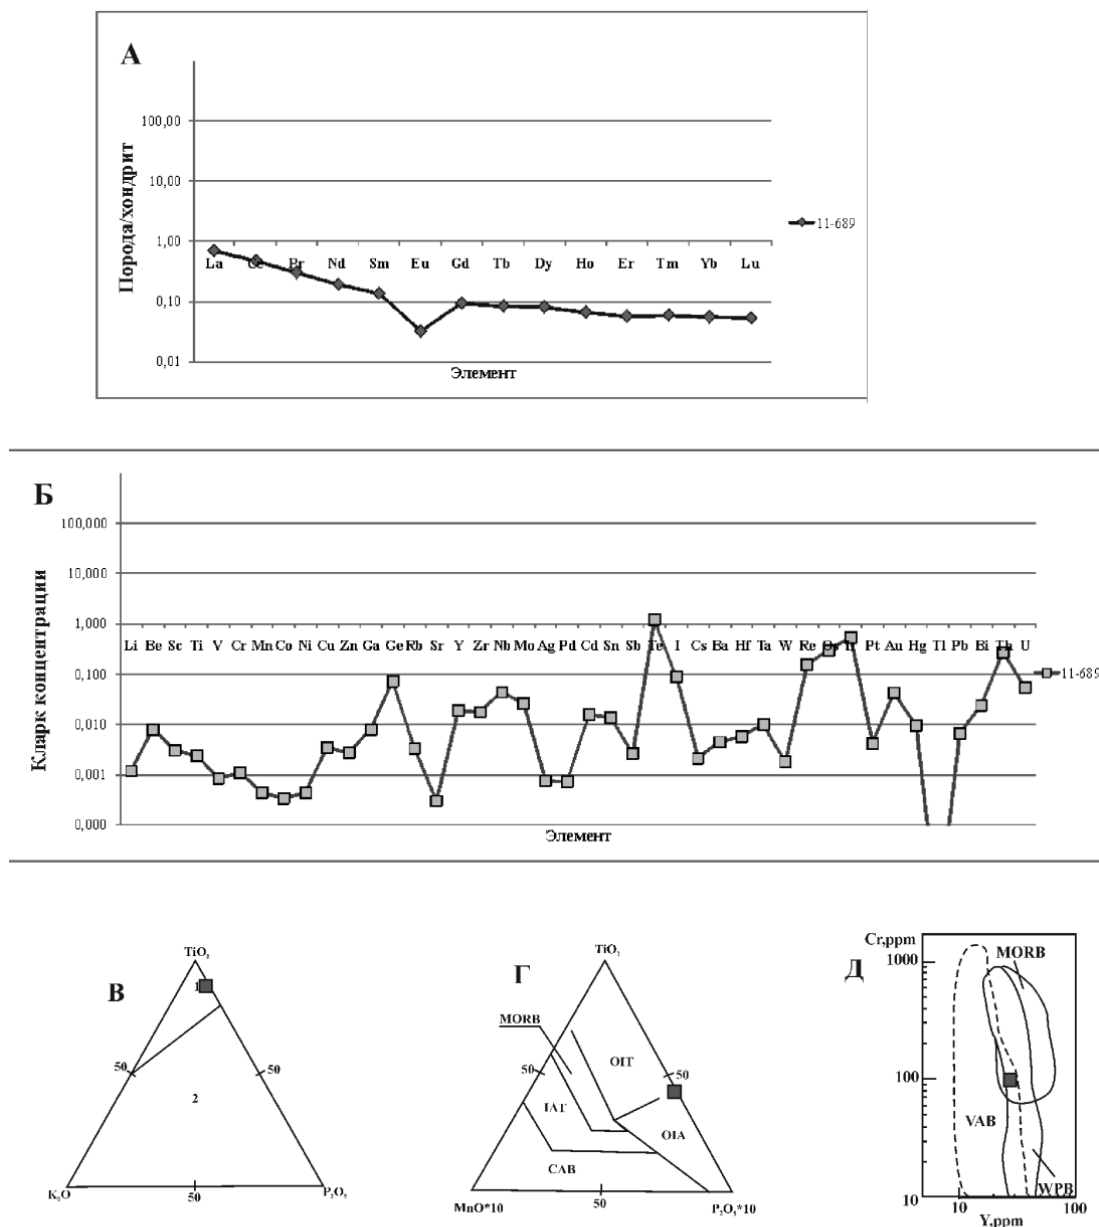 А
100,00
10,00
1,00
0,10
0,01
Порода/хондрит
La Ce Pr Nd Sm Eu Gd Tb Dy Ho Er Tm Yb Lu
Элемент
11-689
Б
100,000
10,000
1,000
0,100
0,010
0,001
0,000
Кларк концентрации
Li Be Sc Ti V Cr Mn Co Ni Cu Zn Ga Ge Rb Sr Y Zr Nb Mo Ag Pd Cd Sn Sb Te I Cs Ba Hf Ta W Re Os Ir Pt Au Hg Tl Pb Bi Th U
Элемент
11-689
В
TiO₂
1
50
50
2
K₂O
50
P₂O₅
Г
TiO₂
MORB
50
50
OIT
IAT
OIA
CAB
MnO*10
50
P₂O₅*10
Д
Cr,ppm
1000
MORB
100
VAB
WPB
10
10
Y,ppm
100